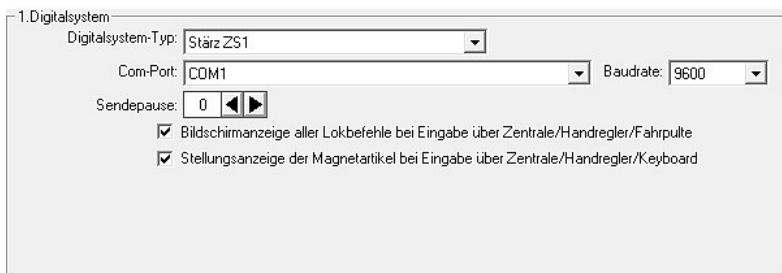 1.Digitalsystem
Digitalsystem-Typ: Stärz ZS1
Com-Port: COM1 Baudrate: 9600
Sendepause: 0
Bildschirmanzeige aller Lokbefehle bei Eingabe über Zentrale/Handregler/Fahrpulte
Stellungsanzeige der Magnetartikel bei Eingabe über Zentrale/Handregler/Keyboard